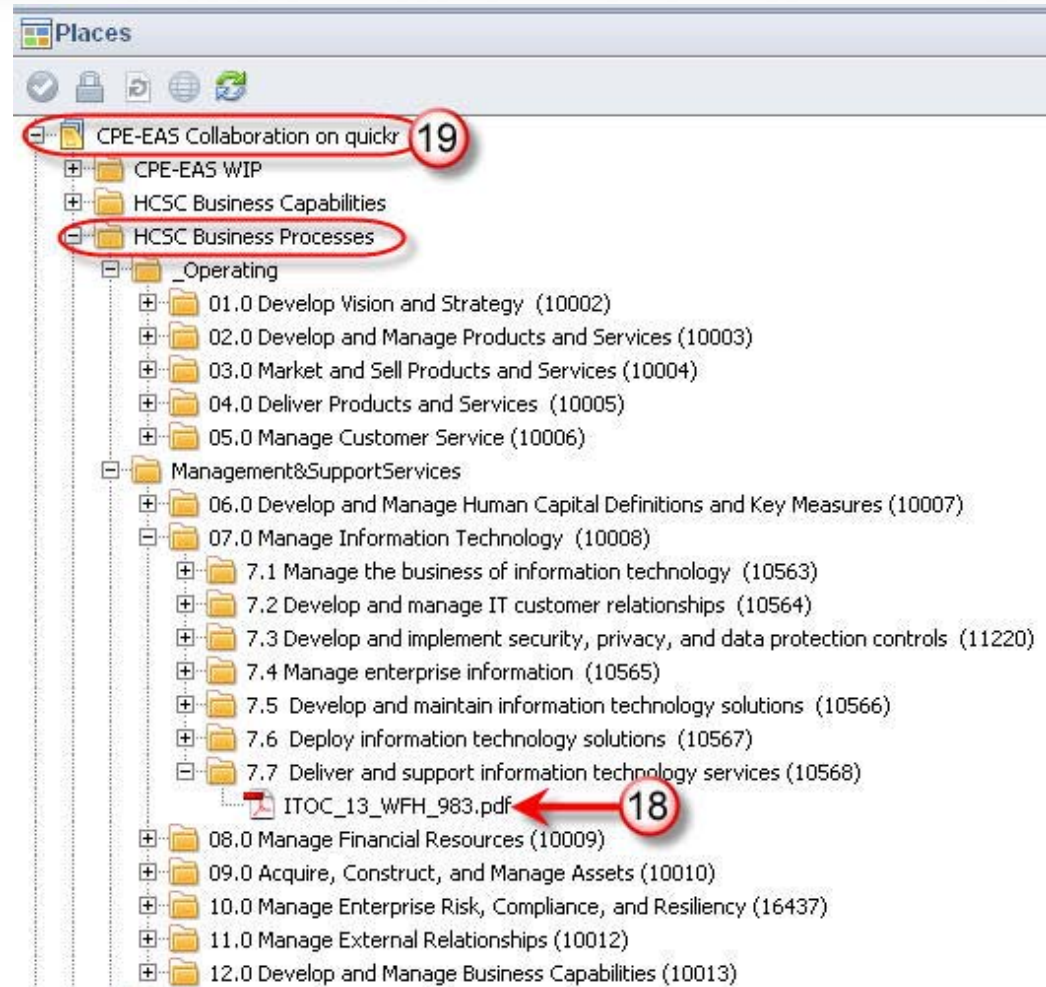 Places
CPE-EAS Collaboration on quickr 19
CPE-EAS WIP
HCSC Business Capabilities
HCSC Business Processes
_Operating
01.0 Develop Vision and Strategy (10002)
02.0 Develop and Manage Products and Services (10003)
03.0 Market and Sell Products and Services (10004)
04.0 Deliver Products and Services (10005)
05.0 Manage Customer Service (10006)
Management&SupportServices
06.0 Develop and Manage Human Capital Definitions and Key Measures (10007)
07.0 Manage Information Technology (10008)
7.1 Manage the business of information technology (10563)
7.2 Develop and manage IT customer relationships (10564)
7.3 Develop and implement security, privacy, and data protection controls (11220)
7.4 Manage enterprise information (10565)
7.5 Develop and maintain information technology solutions (10566)
7.6 Deploy information technology solutions (10567)
7.7 Deliver and support information technology services (10568)
ITOC_13_WFH_983.pdf 18
08.0 Manage Financial Resources (10009)
09.0 Acquire, Construct, and Manage Assets (10010)
10.0 Manage Enterprise Risk, Compliance, and Resiliency (16437)
11.0 Manage External Relationships (10012)
12.0 Develop and Manage Business Capabilities (10013)